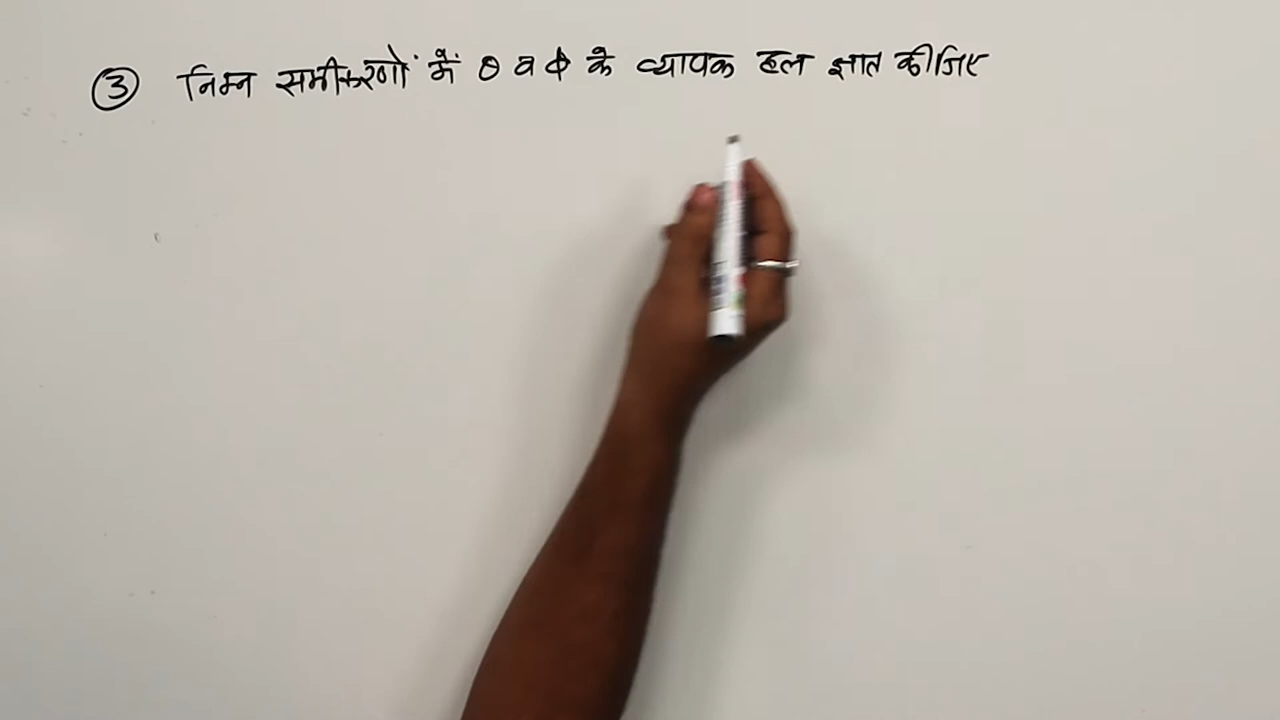 ③ निम्न समीकरणों में θ व ϕ के व्यापक हल ज्ञात कीजिए